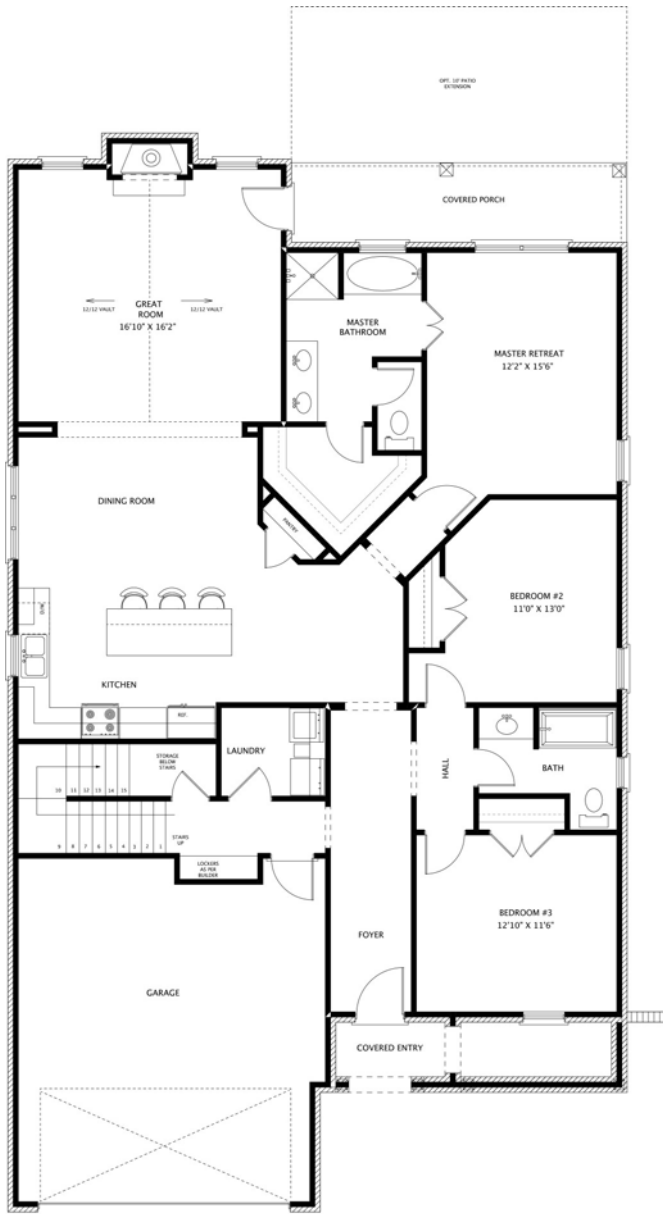 OPT. 10' PATIO
EXTENSION
COVERED PORCH
12/12 VAULT
GREAT
ROOM
16'10" X 16'2"
12/12 VAULT
MASTER
BATHROOM
MASTER RETREAT
12'2" X 15'6"
DINING ROOM
PANTRY
BEDROOM #2
11'0" X 13'0"
D/W
KITCHEN
REF.
LAUNDRY
STORAGE
BELOW
STAIRS
HALL
BATH
10 11 12 13 14 15
STAIRS
UP
9 8 7 6 5 4 3 2 1
LOCKERS
AS PER
BUILDER
BEDROOM #3
12'10" X 11'6"
FOYER
GARAGE
COVERED ENTRY